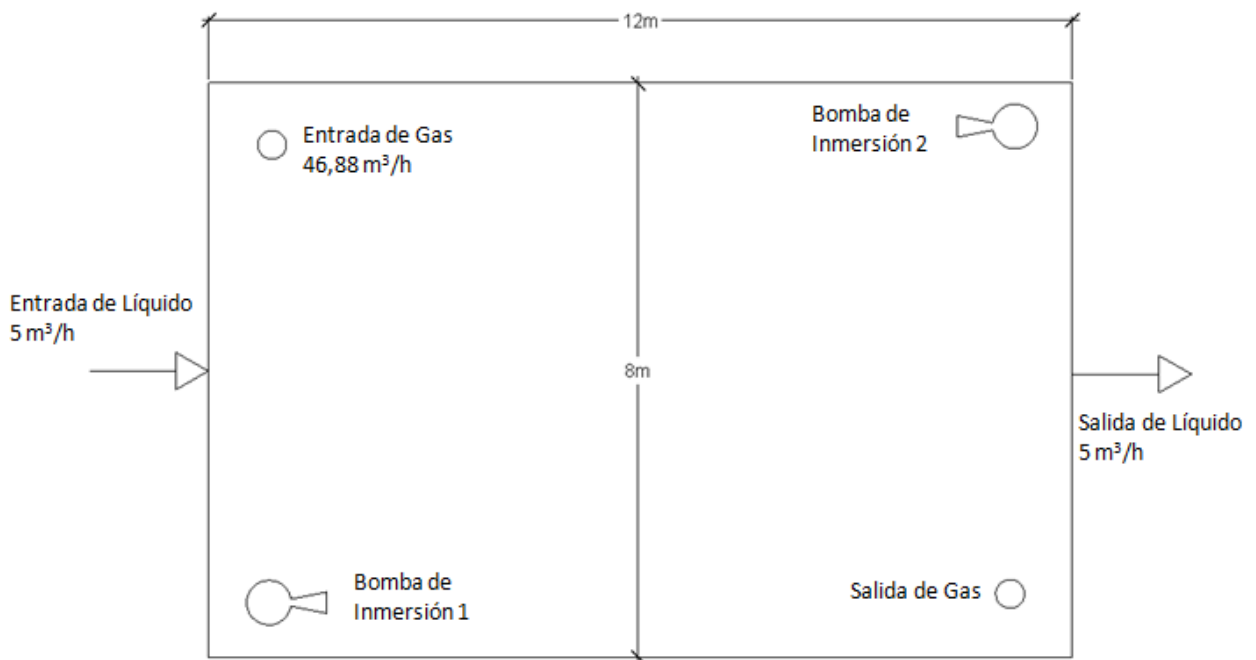 12m
Entrada de Gas
46,88 m³/h
Bomba de
Inmersión 2
Entrada de Líquido
5 m³/h
8m
Salida de Líquido
5 m³/h
Bomba de
Inmersión 1
Salida de Gas